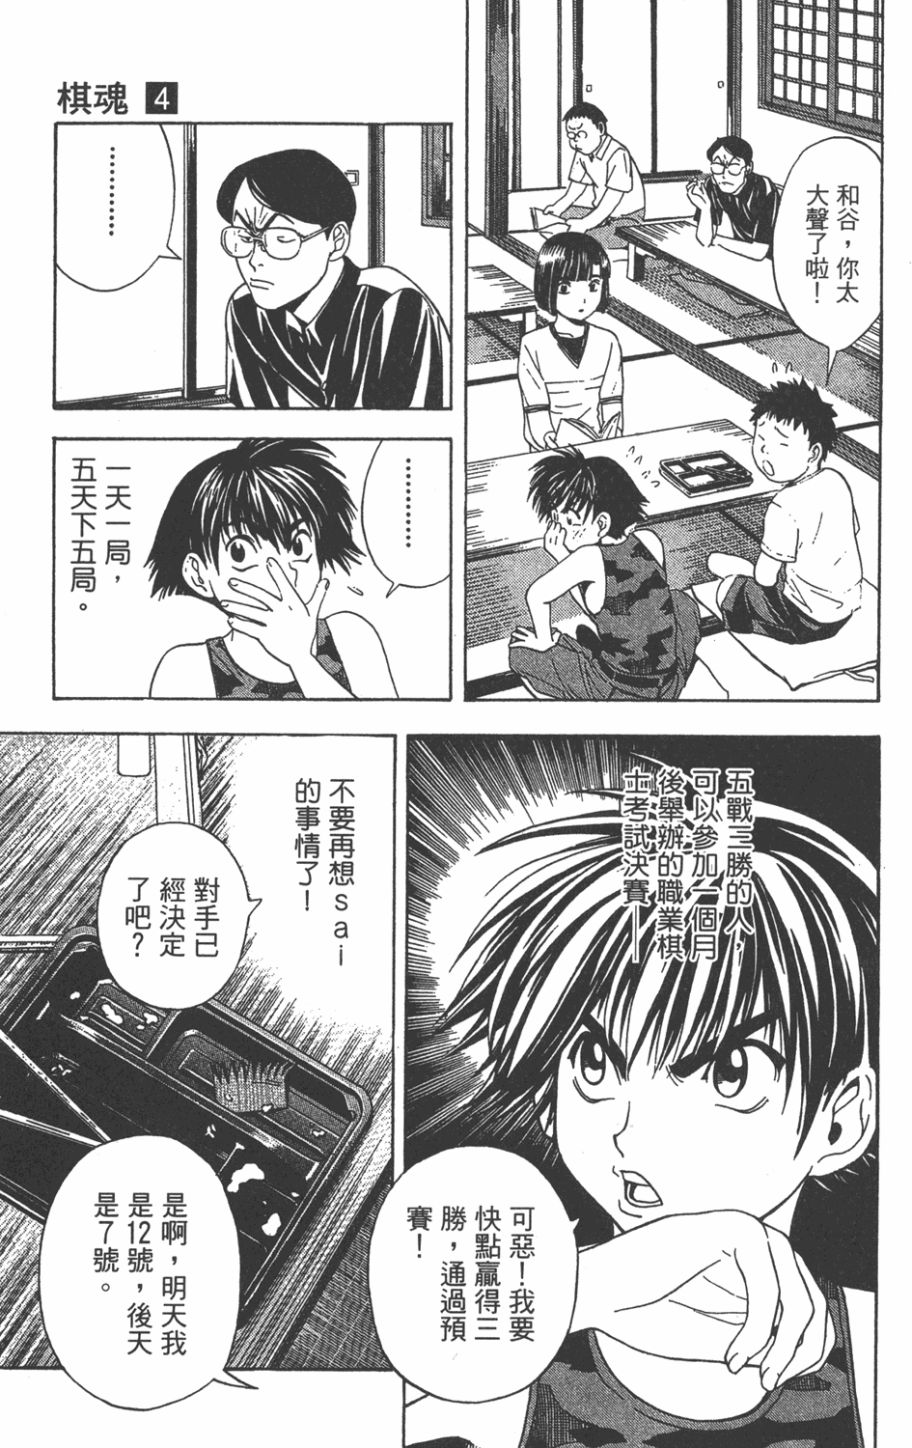 棋魂 4
和谷，你太
大聲了啦！
………
………
一天一局，
五天下五局。
五戰三勝的人，
可以參加一個月
後舉辦的職業棋
士考試決賽——
可惡！我要
快點贏得三
勝，通過預
賽！
不要再想sai
的事情了！
對手已
經決定
了吧？
是啊，明天我
是12號，後天
是7號。